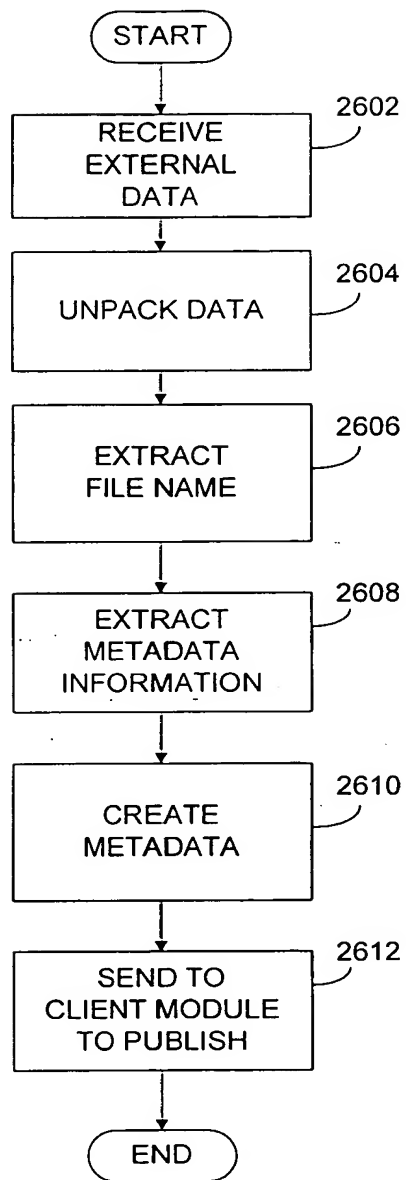 START
2602
RECEIVE
EXTERNAL
DATA
2604
UNPACK DATA
2606
EXTRACT
FILE NAME
2608
EXTRACT
METADATA
INFORMATION
2610
CREATE
METADATA
2612
SEND TO
CLIENT MODULE
TO PUBLISH
END